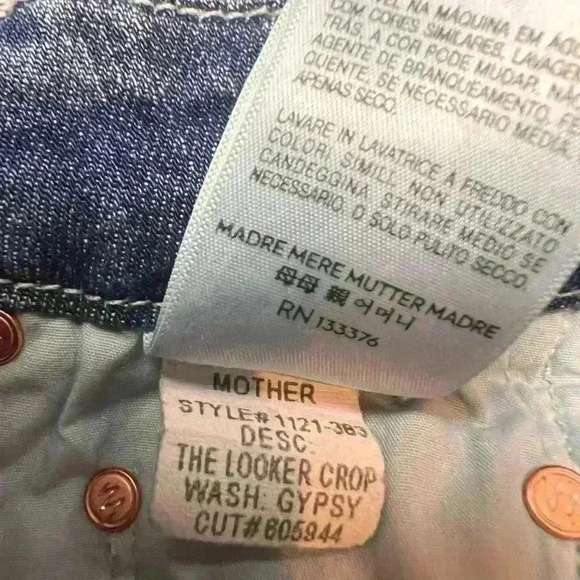 NA MÁQUINA EM
COM CORES SIMILARES. LAVAGEM
TRÁS, A COR PODE MUDAR. NÃO
AGENTE DE BRANQUEAMENTO.
QUENTE, SE NECESSÁRIO MÉDIA.
APENAS SECO.
LAVARE IN LAVATRICE A FREDDO CON
COLORI SIMILI. NON UTILIZZATO
CANDEGGINA. STIRARE MEDIO SE
NECESSARIO. O SOLO PULITO SECCO.
MADRE MERE MUTTER MADRE
母母 親 어머니
RN 133376
MOTHER
STYLE# 1121-383
DESC:
THE LOOKER CROP
WASH: GYPSY
CUT# 605944